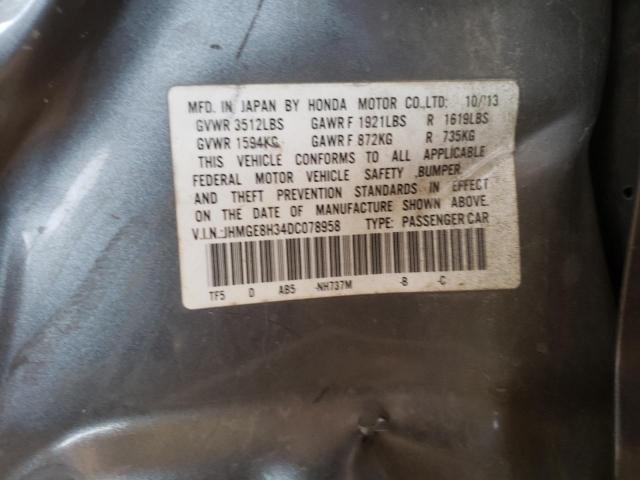 MFD. IN JAPAN BY HONDA MOTOR CO.,LTD: 10/13
GVWR 3512LBS GAWR F 1921LBS R 1619LBS
GVWR 1594KG GAWR F 872KG R 735KG
THIS VEHICLE CONFORMS TO ALL APPLICABLE
FEDERAL MOTOR VEHICLE SAFETY ,BUMPER
AND THEFT PREVENTION STANDARDS IN EFFECT
ON THE DATE OF MANUFACTURE SHOWN ABOVE.
V.I.N.:JHMGE8H34DC078958 TYPE: PASSENGER CAR
TF5 D AB5 -NH737M -B -C